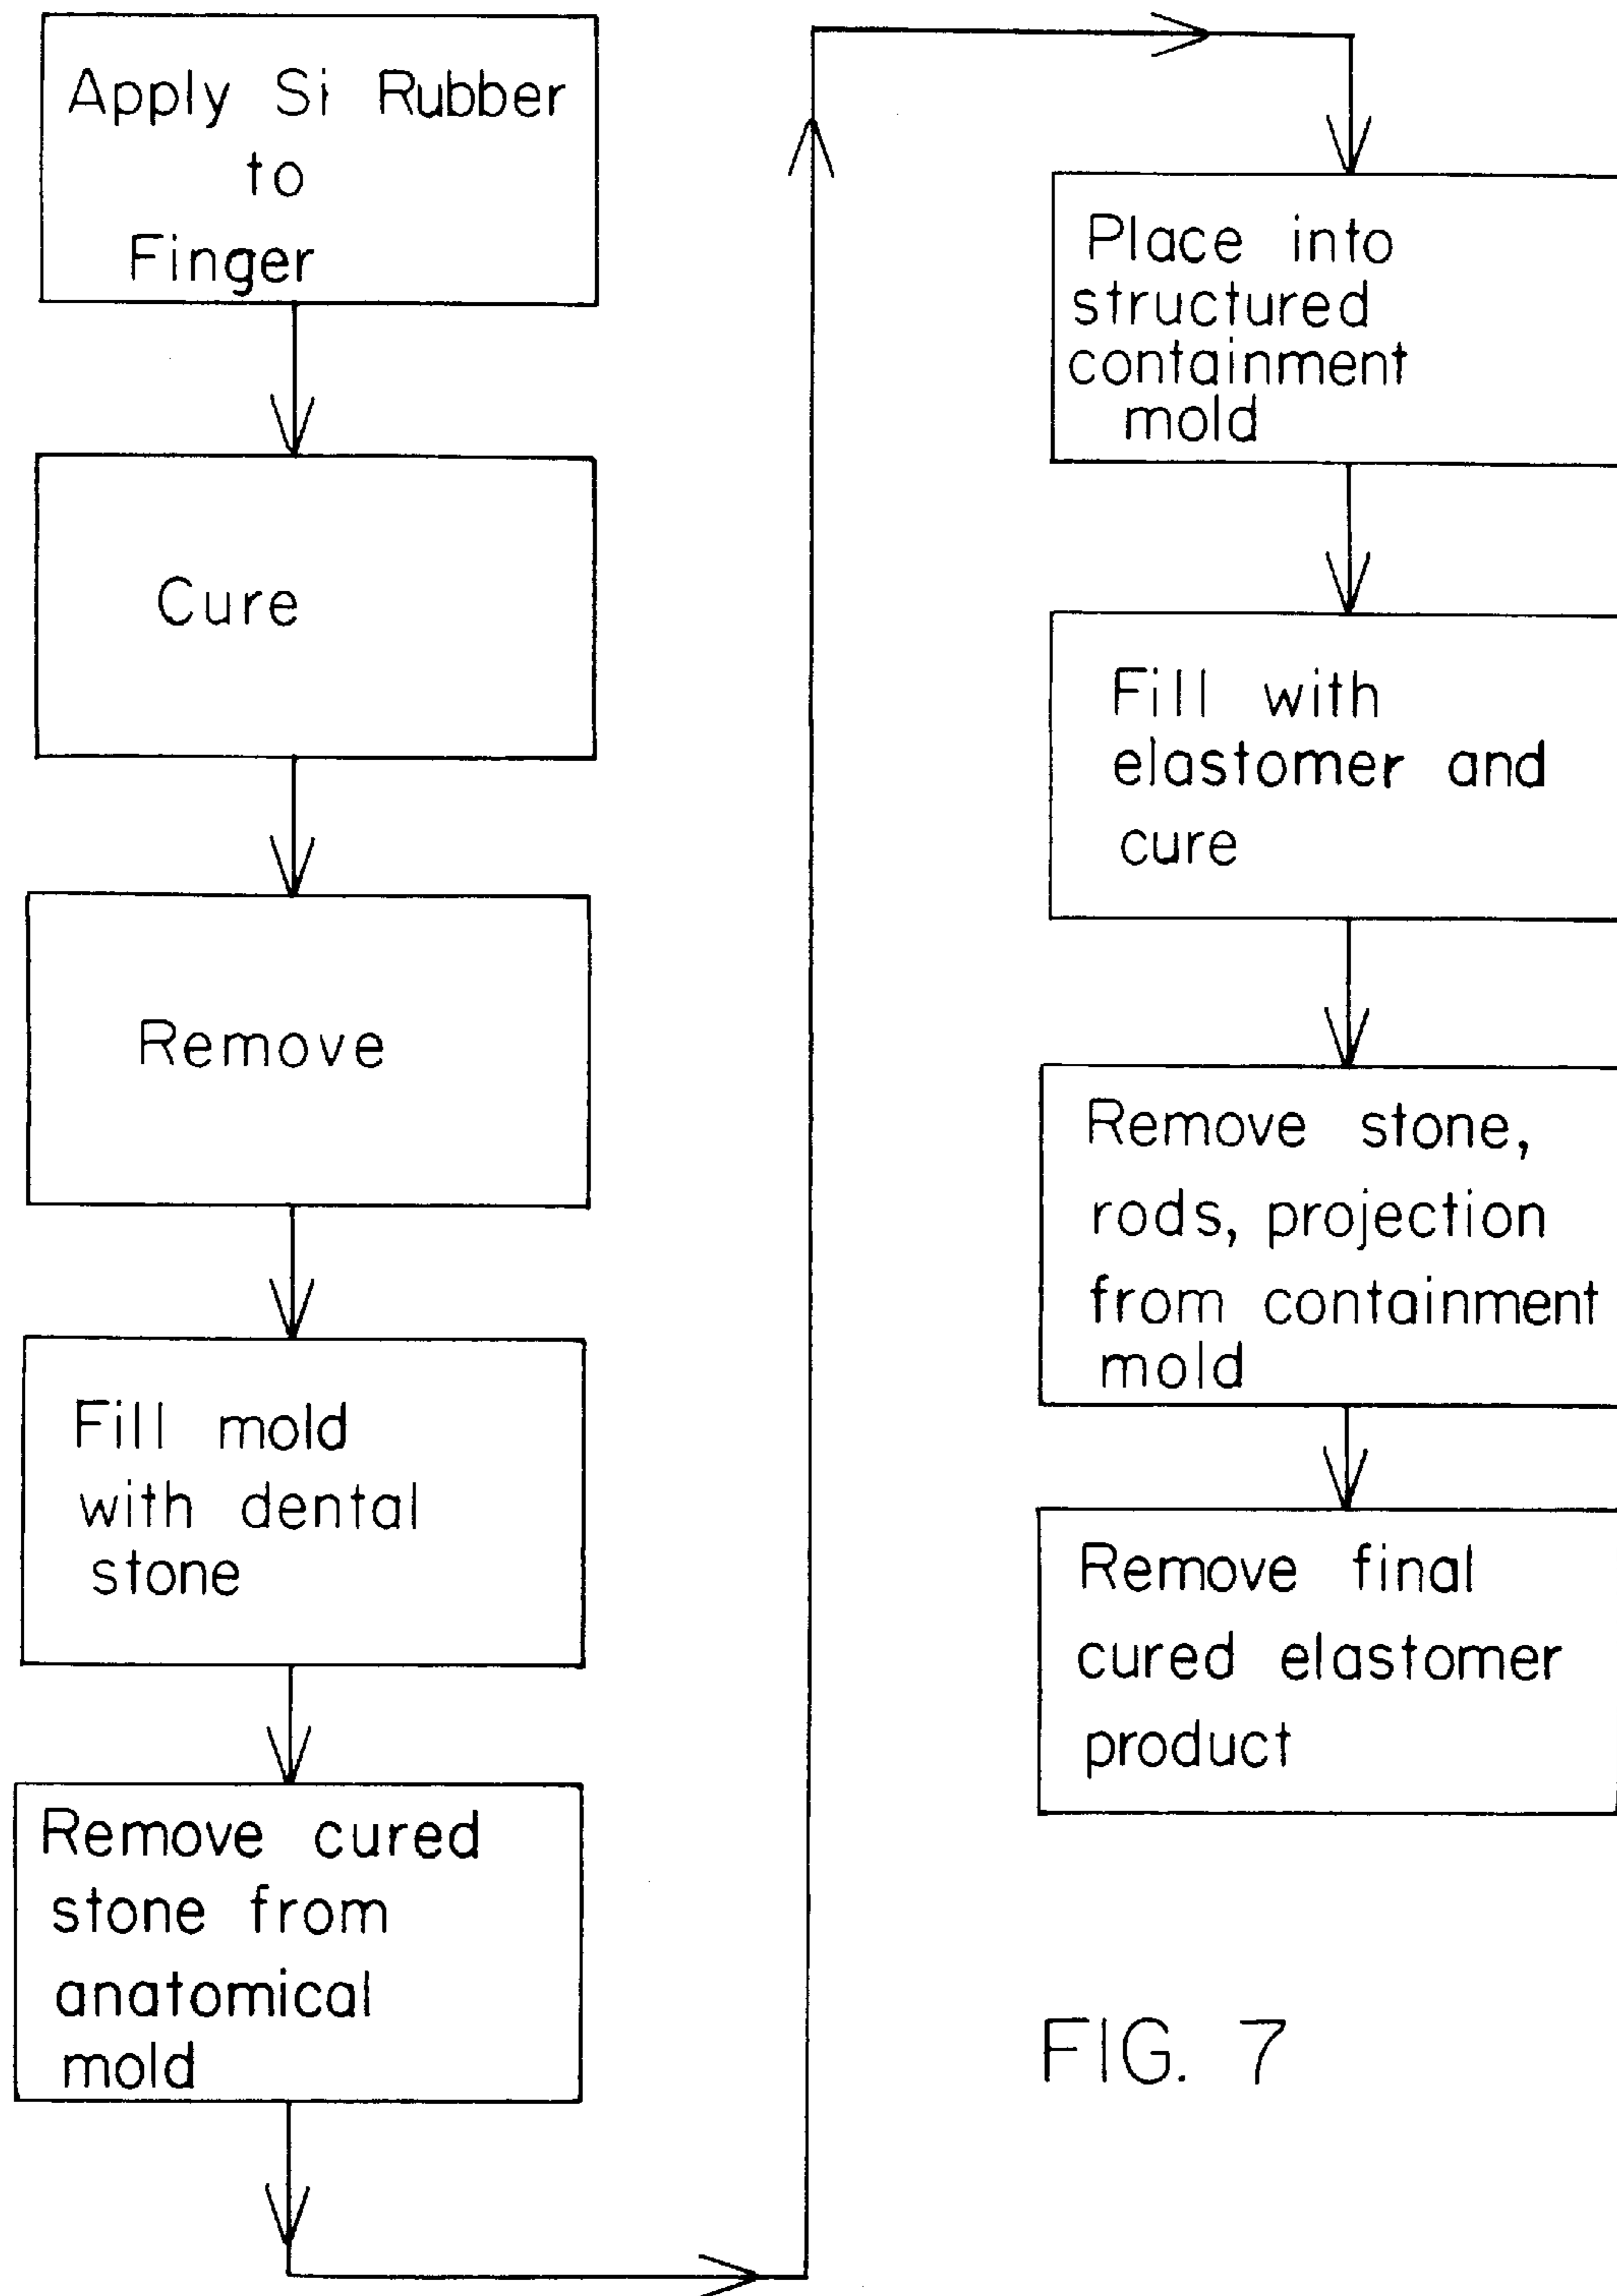 Apply Si Rubber
to
Finger
Cure
Remove
Fill mold
with dental
stone
Remove cured
stone from
anatomical
mold
Place into
structured
containment
mold
Fill with
elastomer and
cure
Remove stone,
rods, projection
from containment
mold
Remove final
cured elastomer
product
FIG. 7